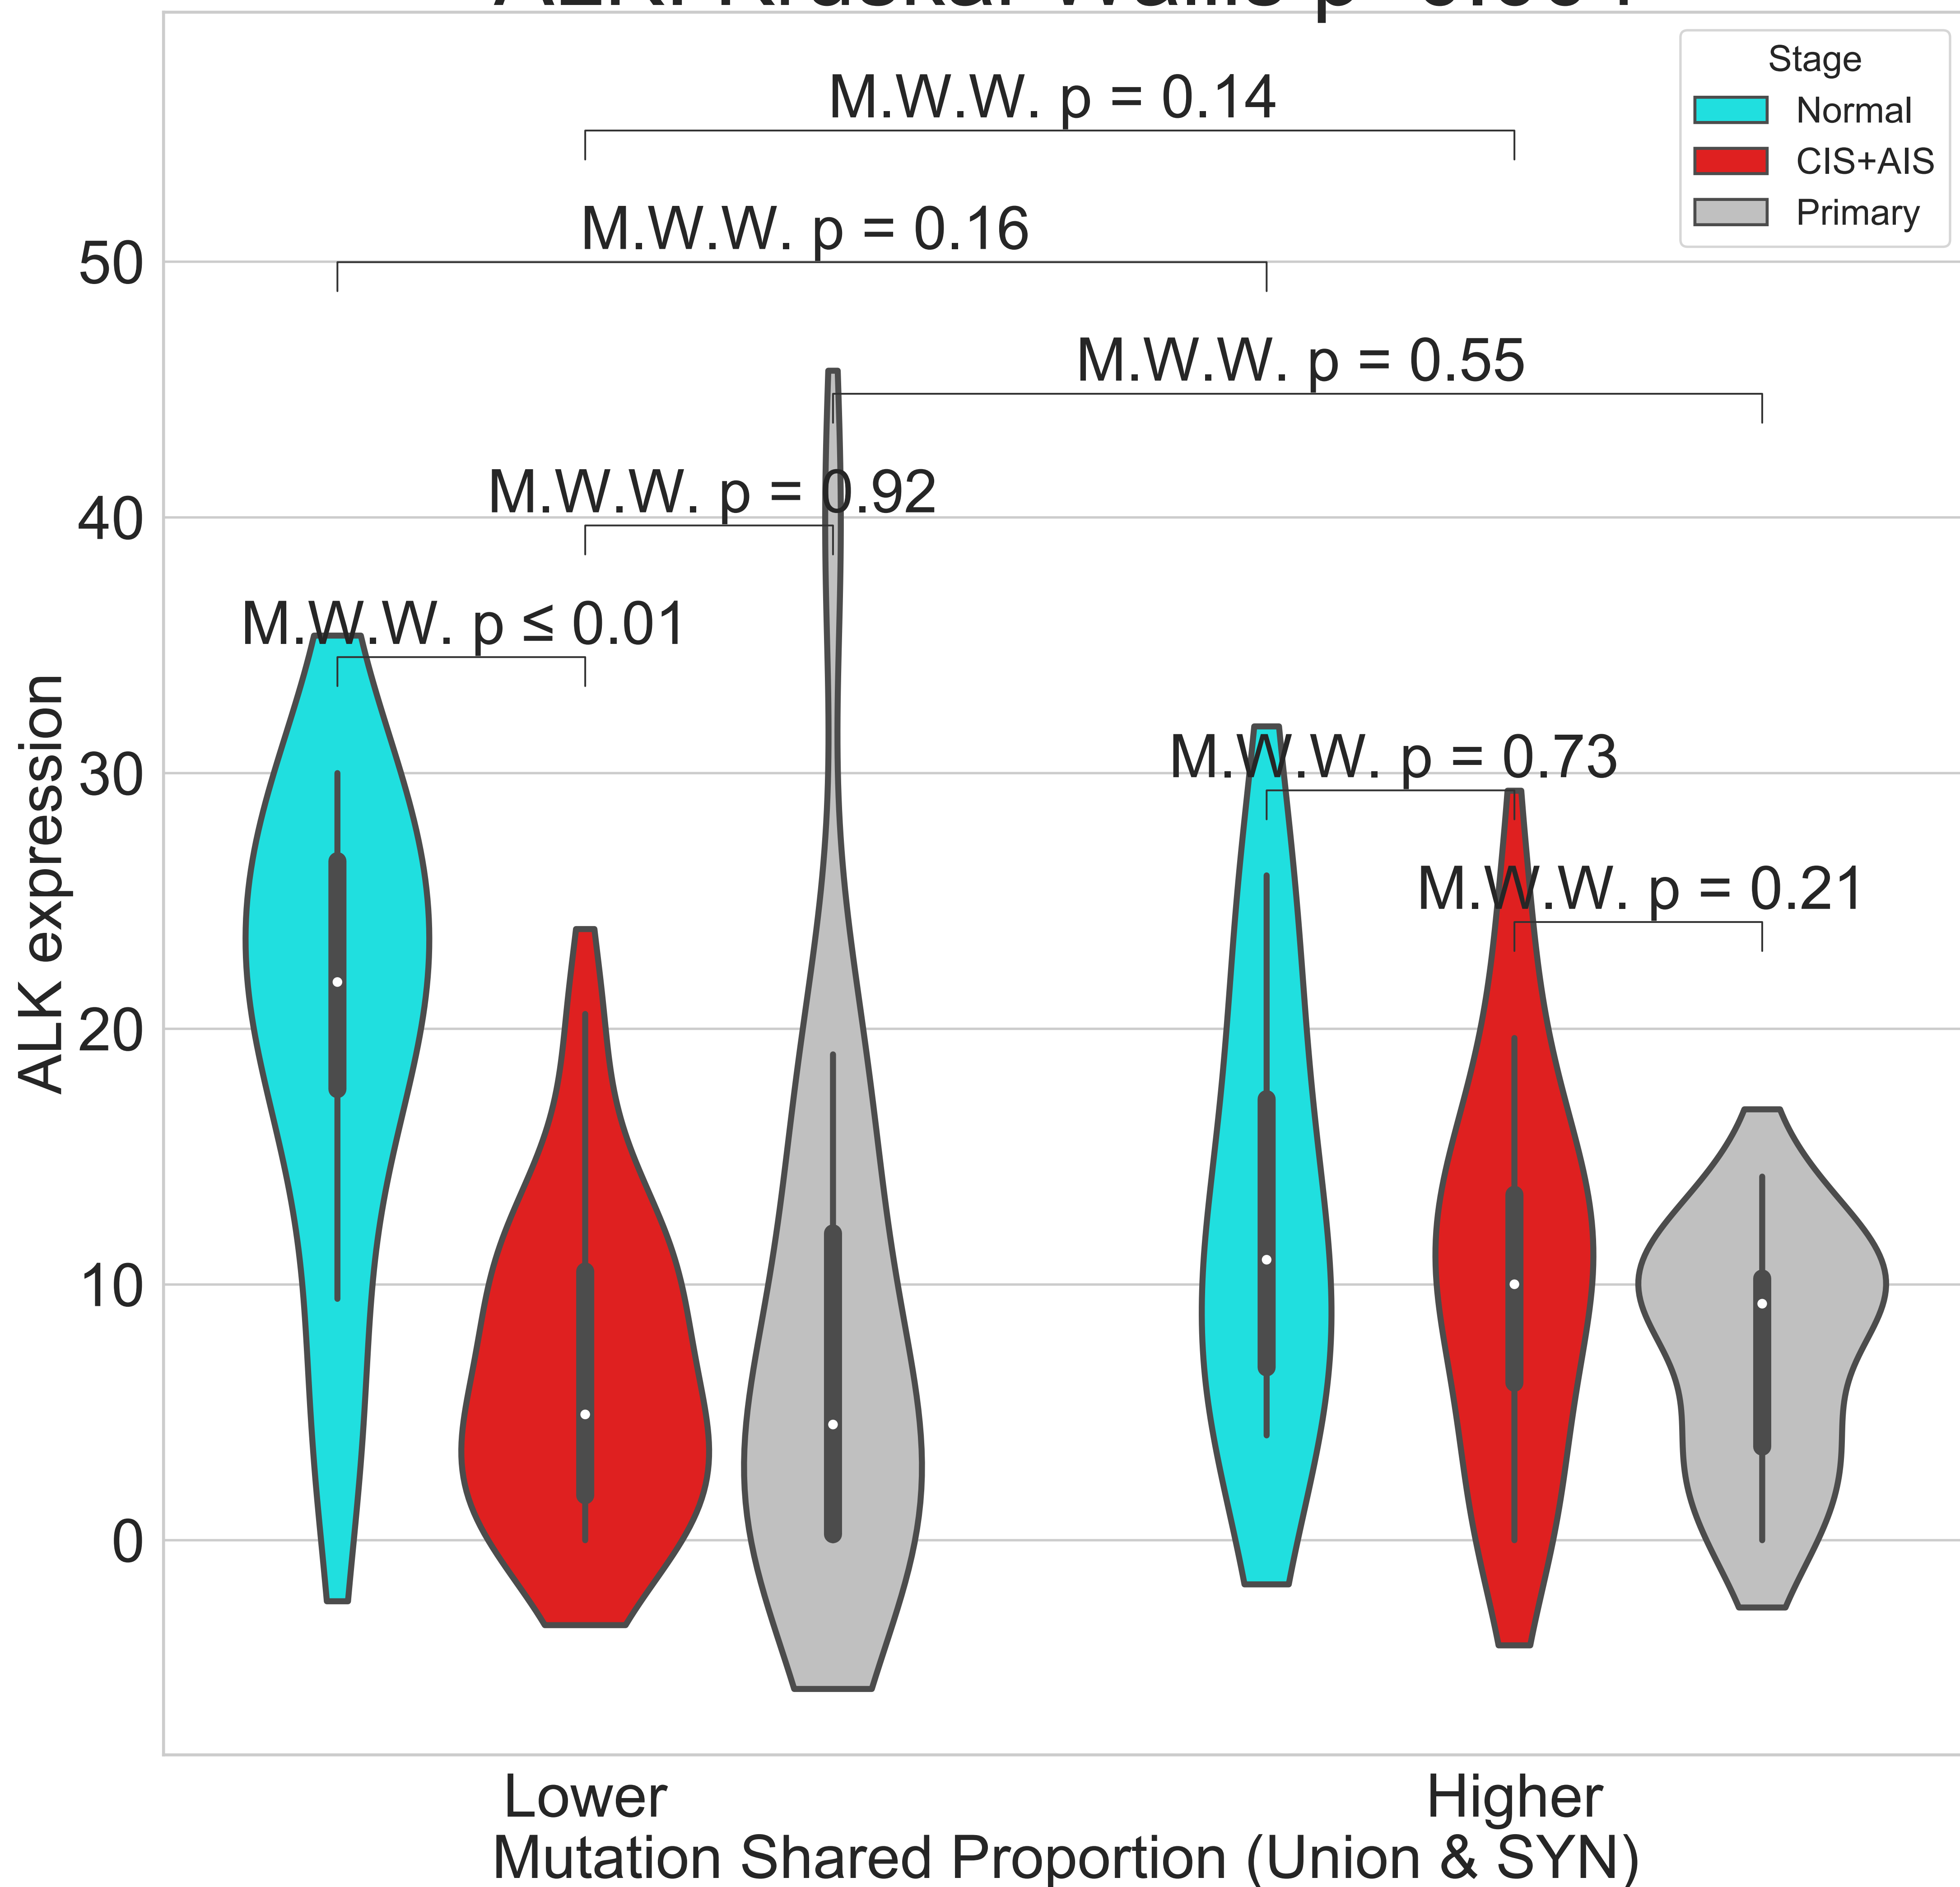 Stage
Normal
CIS+AIS
Primary
M.W.W. p = 0.14
M.W.W. p = 0.16
M.W.W. p = 0.55
M.W.W. p = 0.92
M.W.W. p ≤ 0.01
M.W.W. p = 0.73
M.W.W. p = 0.21
50
40
30
20
10
0
ALK expression
Lower
Higher
Mutation Shared Proportion (Union & SYN)